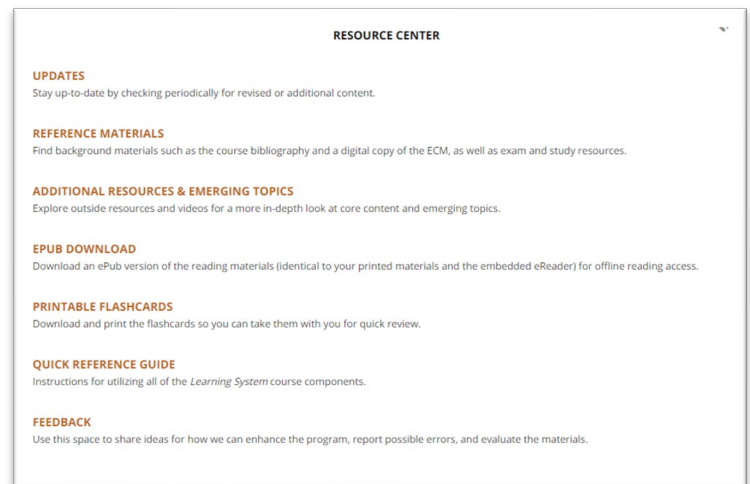 RESOURCE CENTER
UPDATES
Stay up-to-date by checking periodically for revised or additional content.
REFERENCE MATERIALS
Find background materials such as the course bibliography and a digital copy of the ECM, as well as exam and study resources.
ADDITIONAL RESOURCES & EMERGING TOPICS
Explore outside resources and videos for a more in-depth look at core content and emerging topics.
EPUB DOWNLOAD
Download an ePub version of the reading materials (identical to your printed materials and the embedded eReader) for offline reading access.
PRINTABLE FLASHCARDS
Download and print the flashcards so you can take them with you for quick review.
QUICK REFERENCE GUIDE
Instructions for utilizing all of the Learning System course components.
FEEDBACK
Use this space to share ideas for how we can enhance the program, report possible errors, and evaluate the materials.